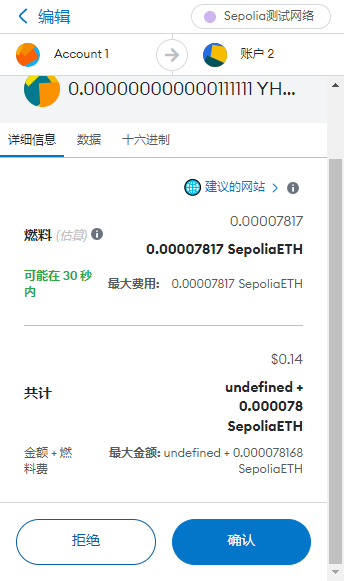 编辑
Sepolia测试网络
Account 1
账户 2
0.000000000000111111 YH...
详细信息 数据 十六进制
建议的网站
0.00007817
燃料 (估算) 0.00007817 SepoliaETH
可能在 30 秒
内
最大费用: 0.00007817 SepoliaETH
$0.14
共计
undefined +
0.000078
SepoliaETH
金额 + 燃
料费
最大金额: undefined + 0.000078168
SepoliaETH
拒绝
确认